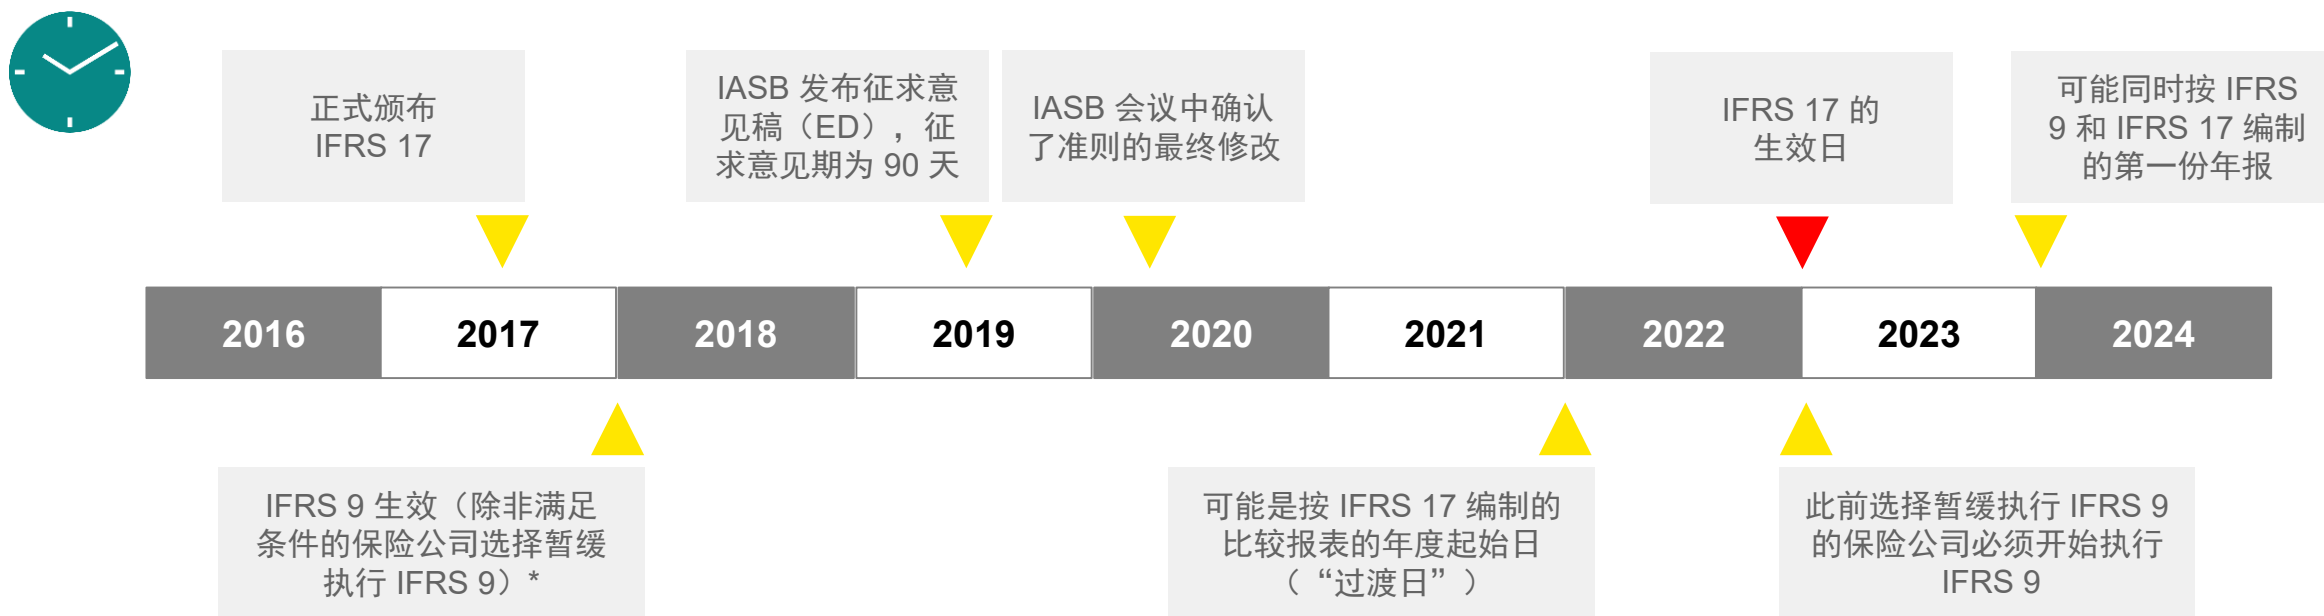 正式颁布
IFRS 17
IASB 发布征求意
见稿（ED），征
求意见期为 90 天
IASB 会议中确认
了准则的最终修改
IFRS 17 的
生效日
可能同时按 IFRS
9 和 IFRS 17 编制
的第一份年报
2016
2017
2018
2019
2020
2021
2022
2023
2024
IFRS 9 生效（除非满足
条件的保险公司选择暂缓
执行 IFRS 9）*
可能是按 IFRS 17 编制的
比较报表的年度起始日
（“过渡日”）
此前选择暂缓执行 IFRS 9
的保险公司必须开始执行
IFRS 9